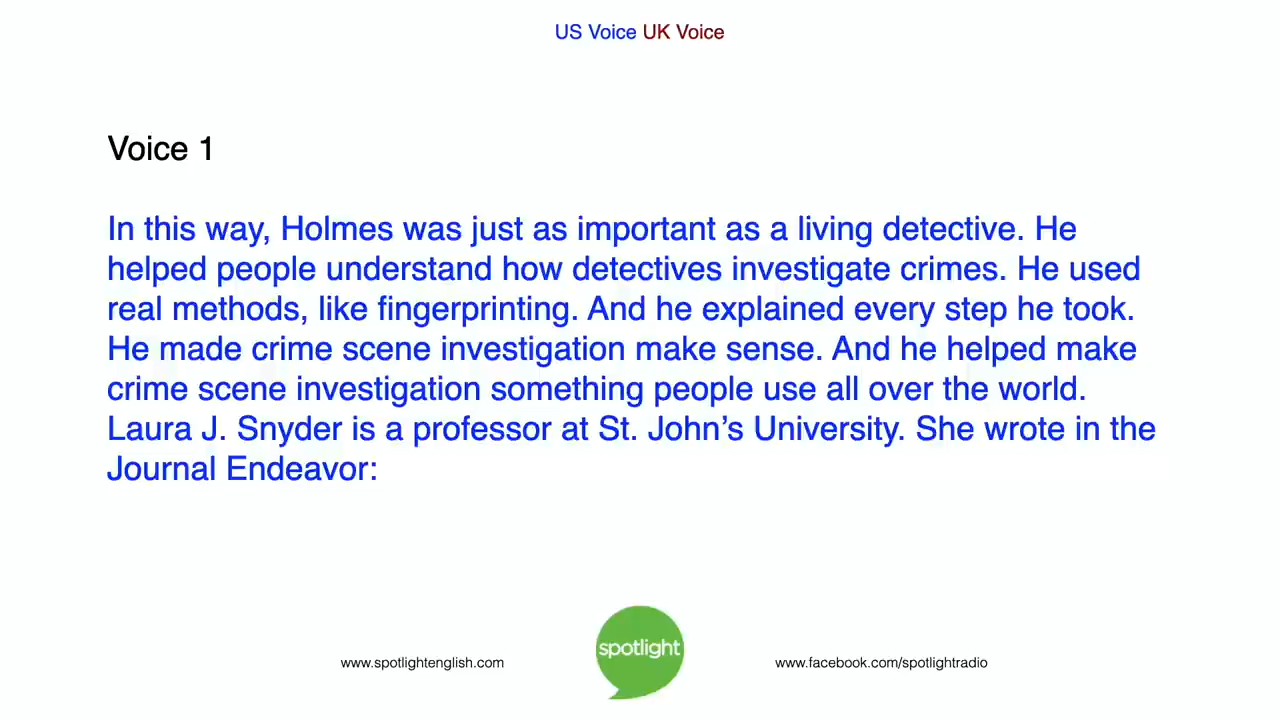 US Voice UK Voice
Voice 1
In this way, Holmes was just as important as a living detective. He
helped people understand how detectives investigate crimes. He used
real methods, like fingerprinting. And he explained every step he took.
He made crime scene investigation make sense. And he helped make
crime scene investigation something people use all over the world.
Laura J. Snyder is a professor at St. John’s University. She wrote in the
Journal Endeavor:
spotlight
www.spotlightenglish.com
www.facebook.com/spotlightradio